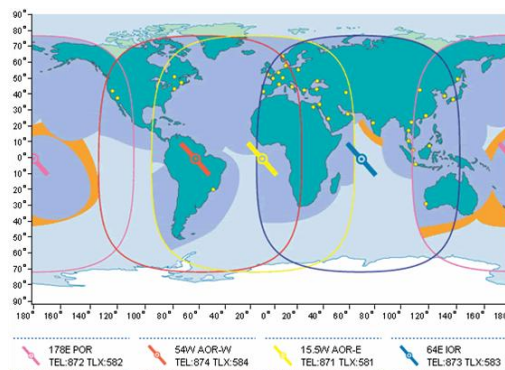 90°
80°
70°
60°
50°
40°
30°
20°
10°
0°
10°
20°
30°
40°
50°
60°
70°
80°
90°
180° 160° 140° 120° 100° 80° 60° 40° 20° 0° 20° 40° 60° 80° 100° 120° 140° 160° 180°
178E POR
TEL:872 TLX:582
54W AOR-W
TEL:874 TLX:584
15.5W AOR-E
TEL:871 TLX:581
64E IOR
TEL:873 TLX:583